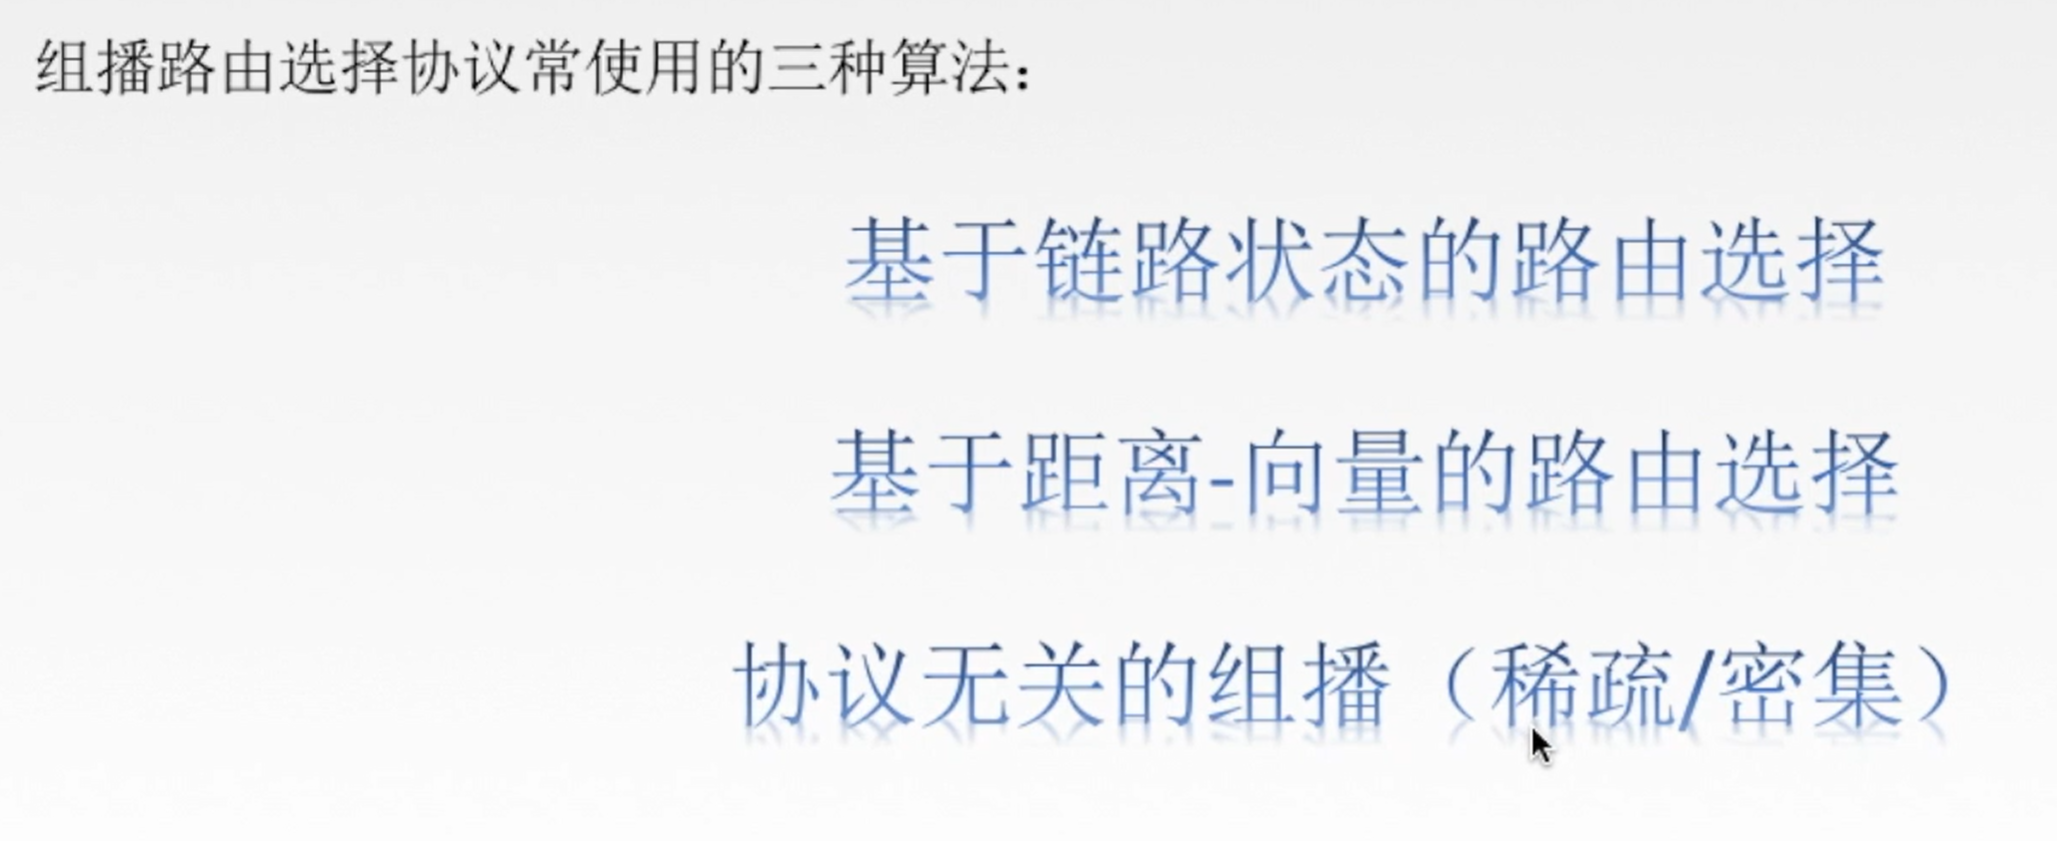 组播路由选择协议常使用的三种算法：
基于链路状态的路由选择
基于距离-向量的路由选择
协议无关的组播（稀疏/密集）